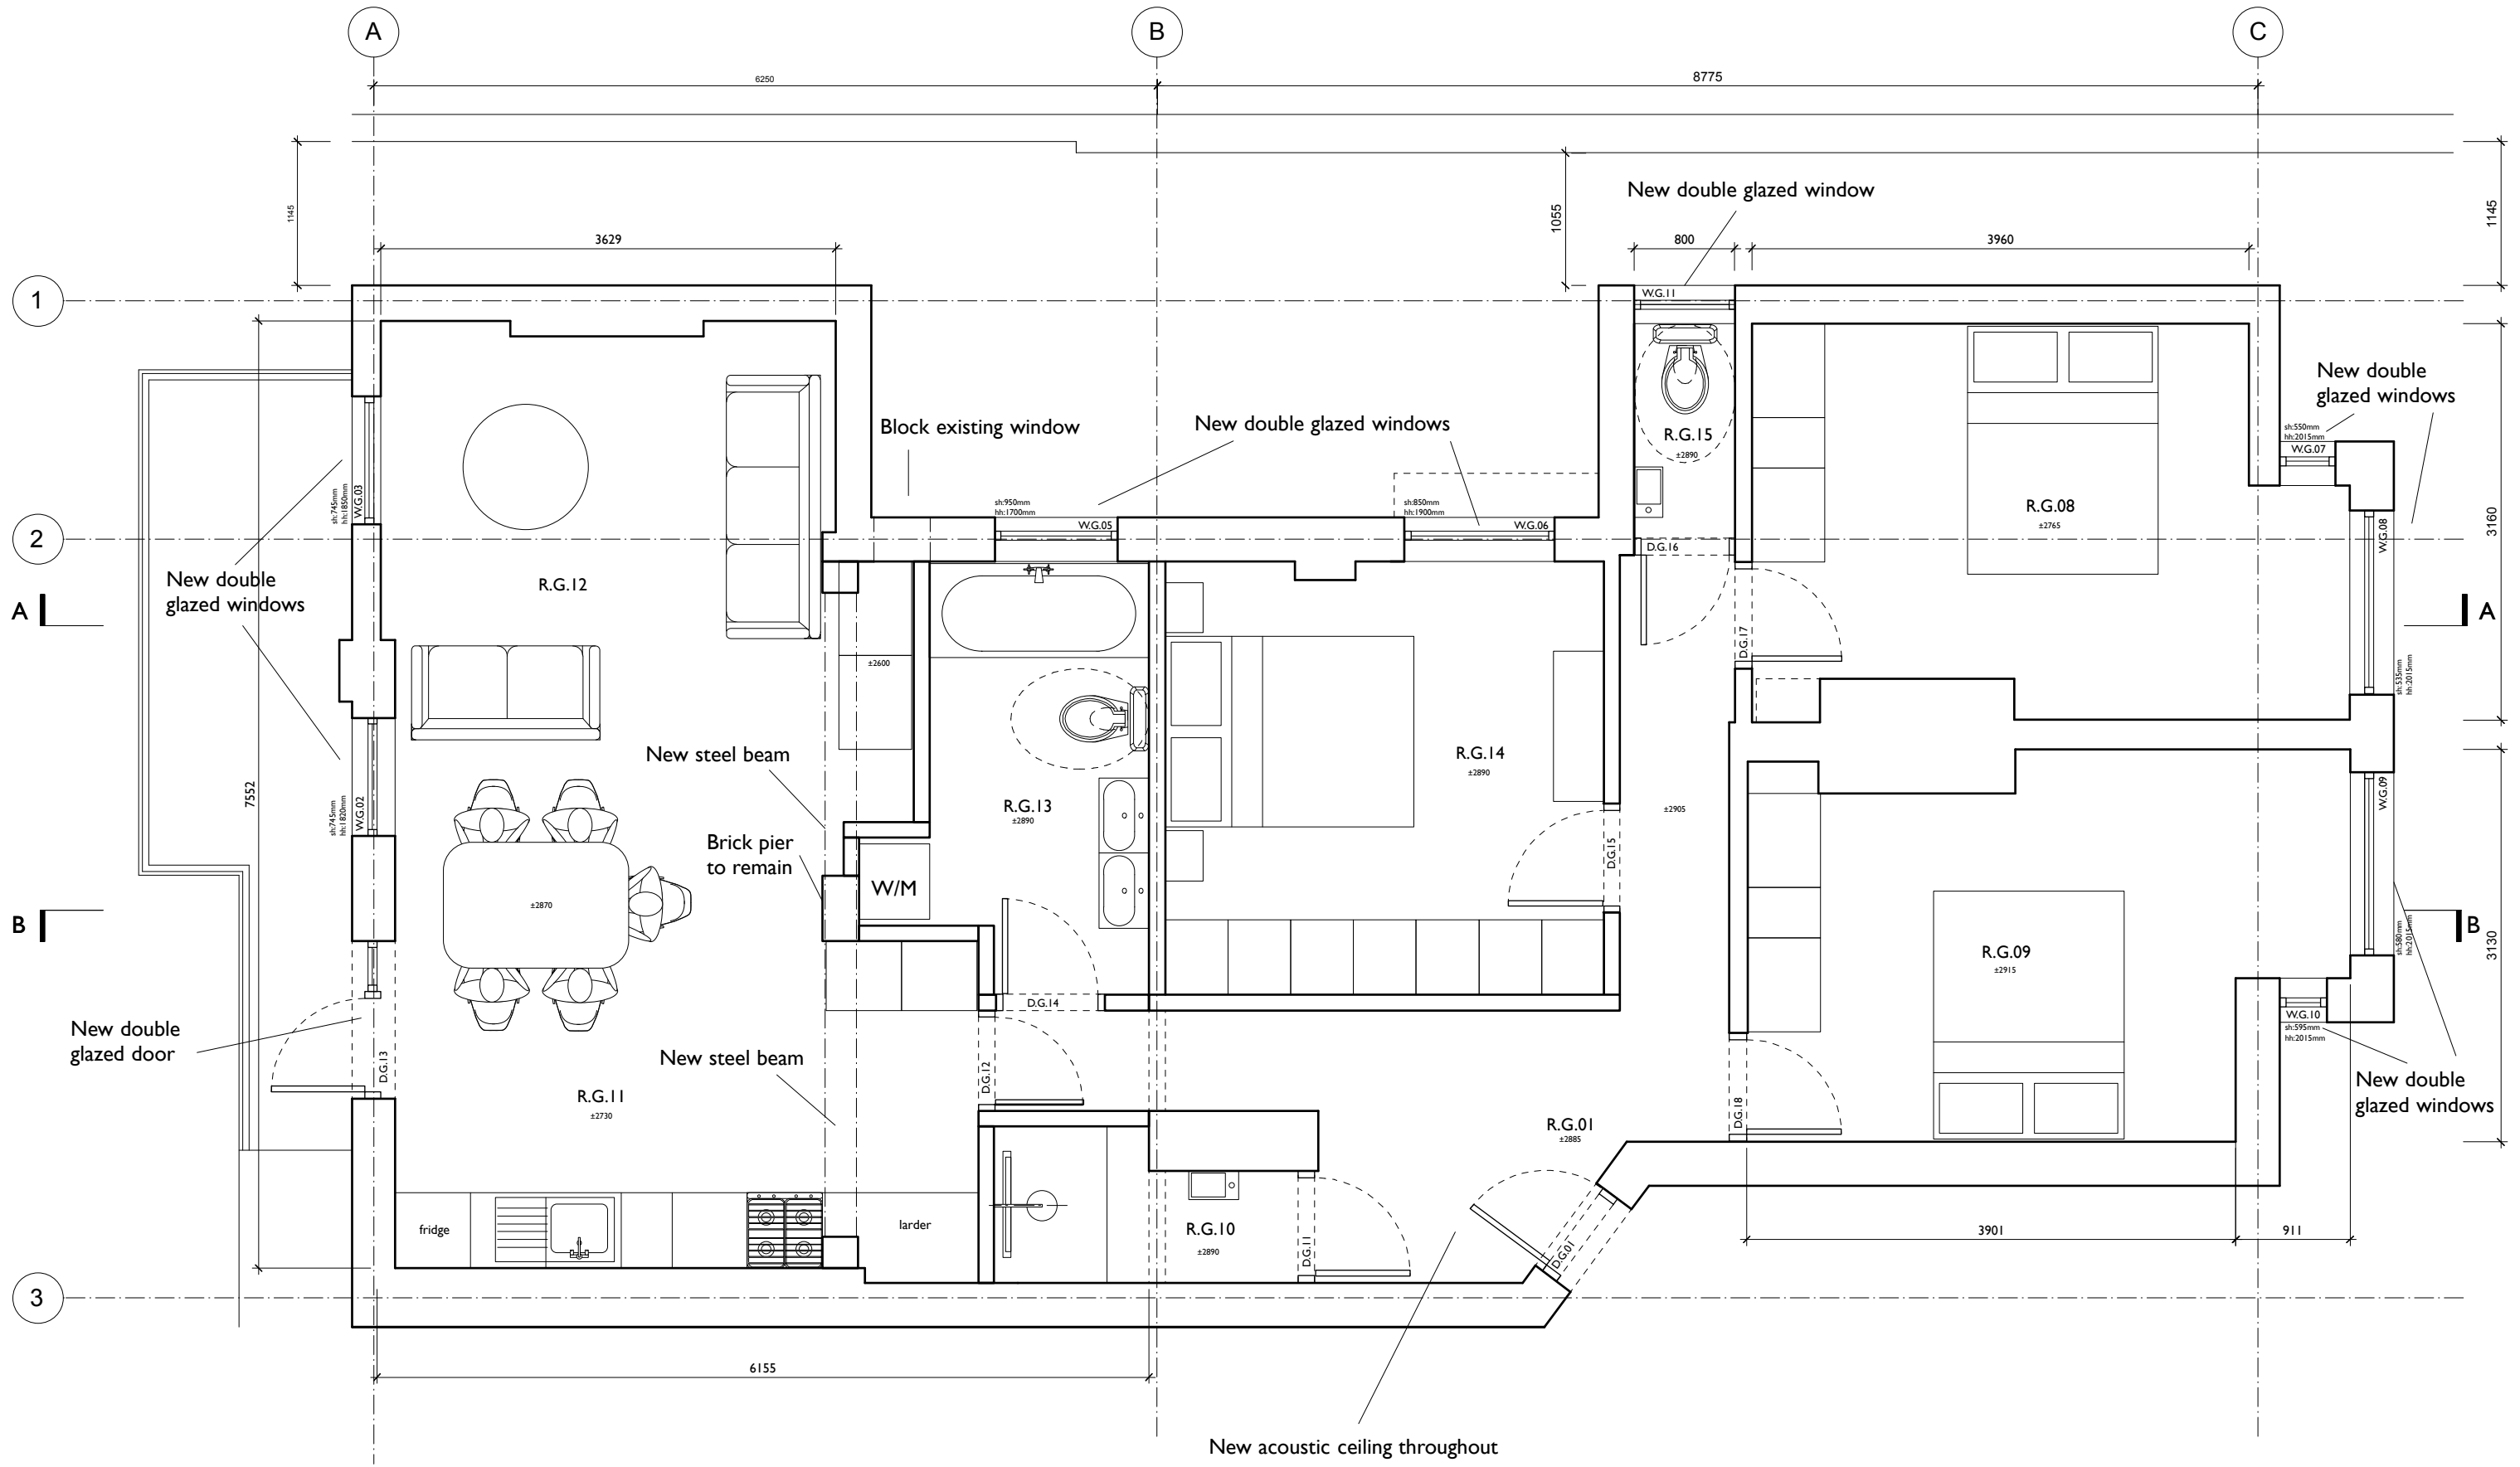 A
B
C
6250
8775
New double glazed window
1145
1055
1145
3629
800
3960
1
W.G.11
New double
glazed windows
Block existing window
New double glazed windows
R.G.15
±2890
sh:550mm
hh:2015mm
W.G.07
sh:745mm
hh:1850mm
W.G.03
sh:950mm
hh:1700mm
W.G.05
sh:850mm
hh:1900mm
W.G.06
R.G.08
±2765
W.G.08
3160
2
D.G.16
New double
glazed windows
R.G.12
A
A
D.G.17
±2600
sh:535mm
hh:2015mm
New steel beam
R.G.14
±2890
7552
sh:745mm
hh:1820mm
W.G.02
R.G.13
±2890
±2905
W.G.09
Brick pier
to remain
D.G.15
W/M
±2870
B
B
sh:580mm
hh:2015mm
3130
R.G.09
±2915
D.G.14
W.G.10
sh:595mm
hh:2015mm
New double
glazed door
New steel beam
D.G.13
D.G.12
R.G.11
±2730
New double
glazed windows
D.G.18
R.G.01
±2885
fridge
larder
R.G.10
±2890
D.G.11
D.G.01
3901
911
3
6155
New acoustic ceiling throughout